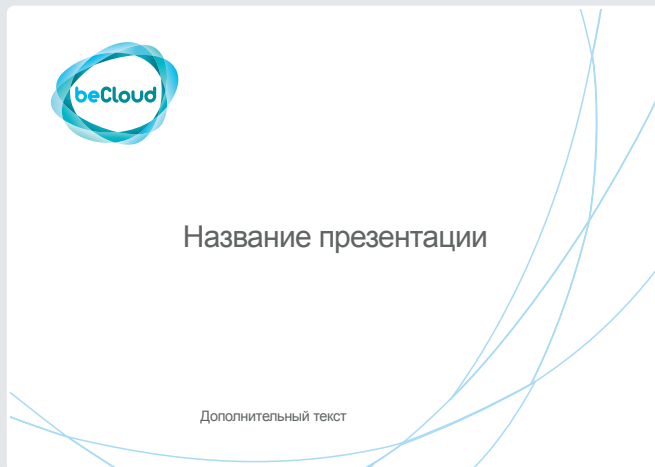 beCloud
Название презентации
Дополнительный текст